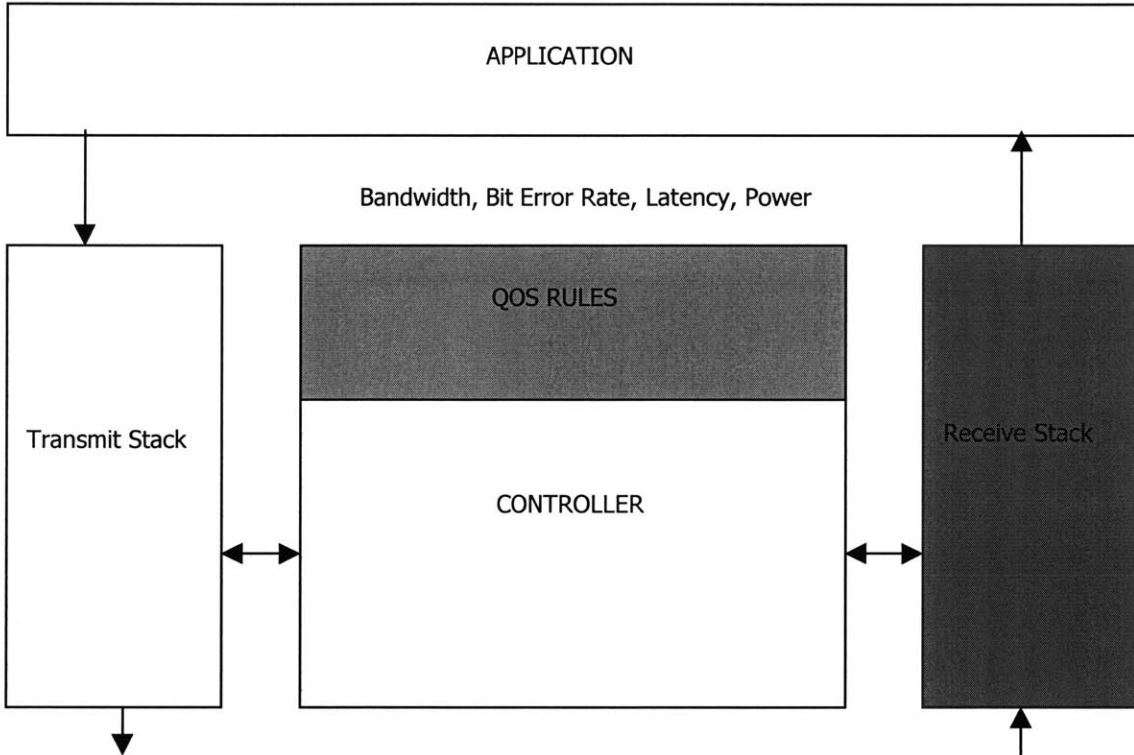 APPLICATION
Bandwidth, Bit Error Rate, Latency, Power
QOS RULES
Transmit Stack
Receive Stack
CONTROLLER